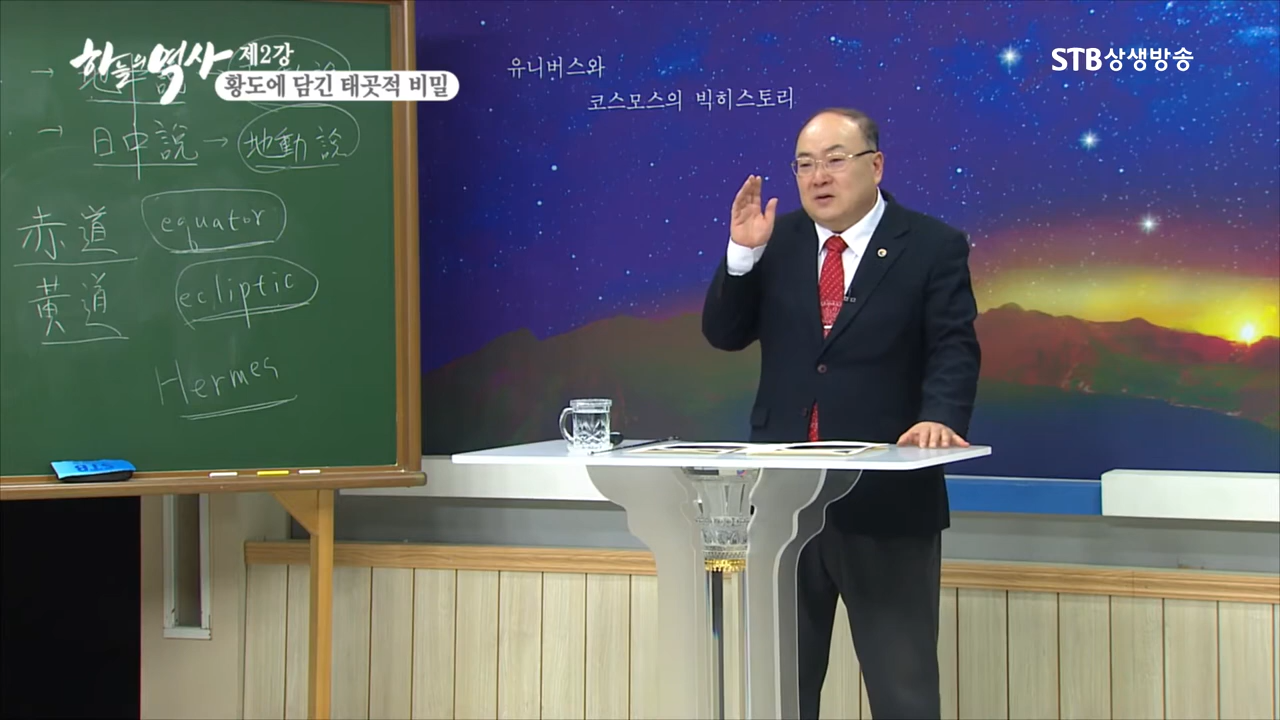 하늘의 역사 제2강
황도에 담긴 태곳적 비밀
STB상생방송
유니버스와
코스모스의 빅히스토리
→ 日中說 → 地動說
赤道 equator
黃道 ecliptic
Hermes